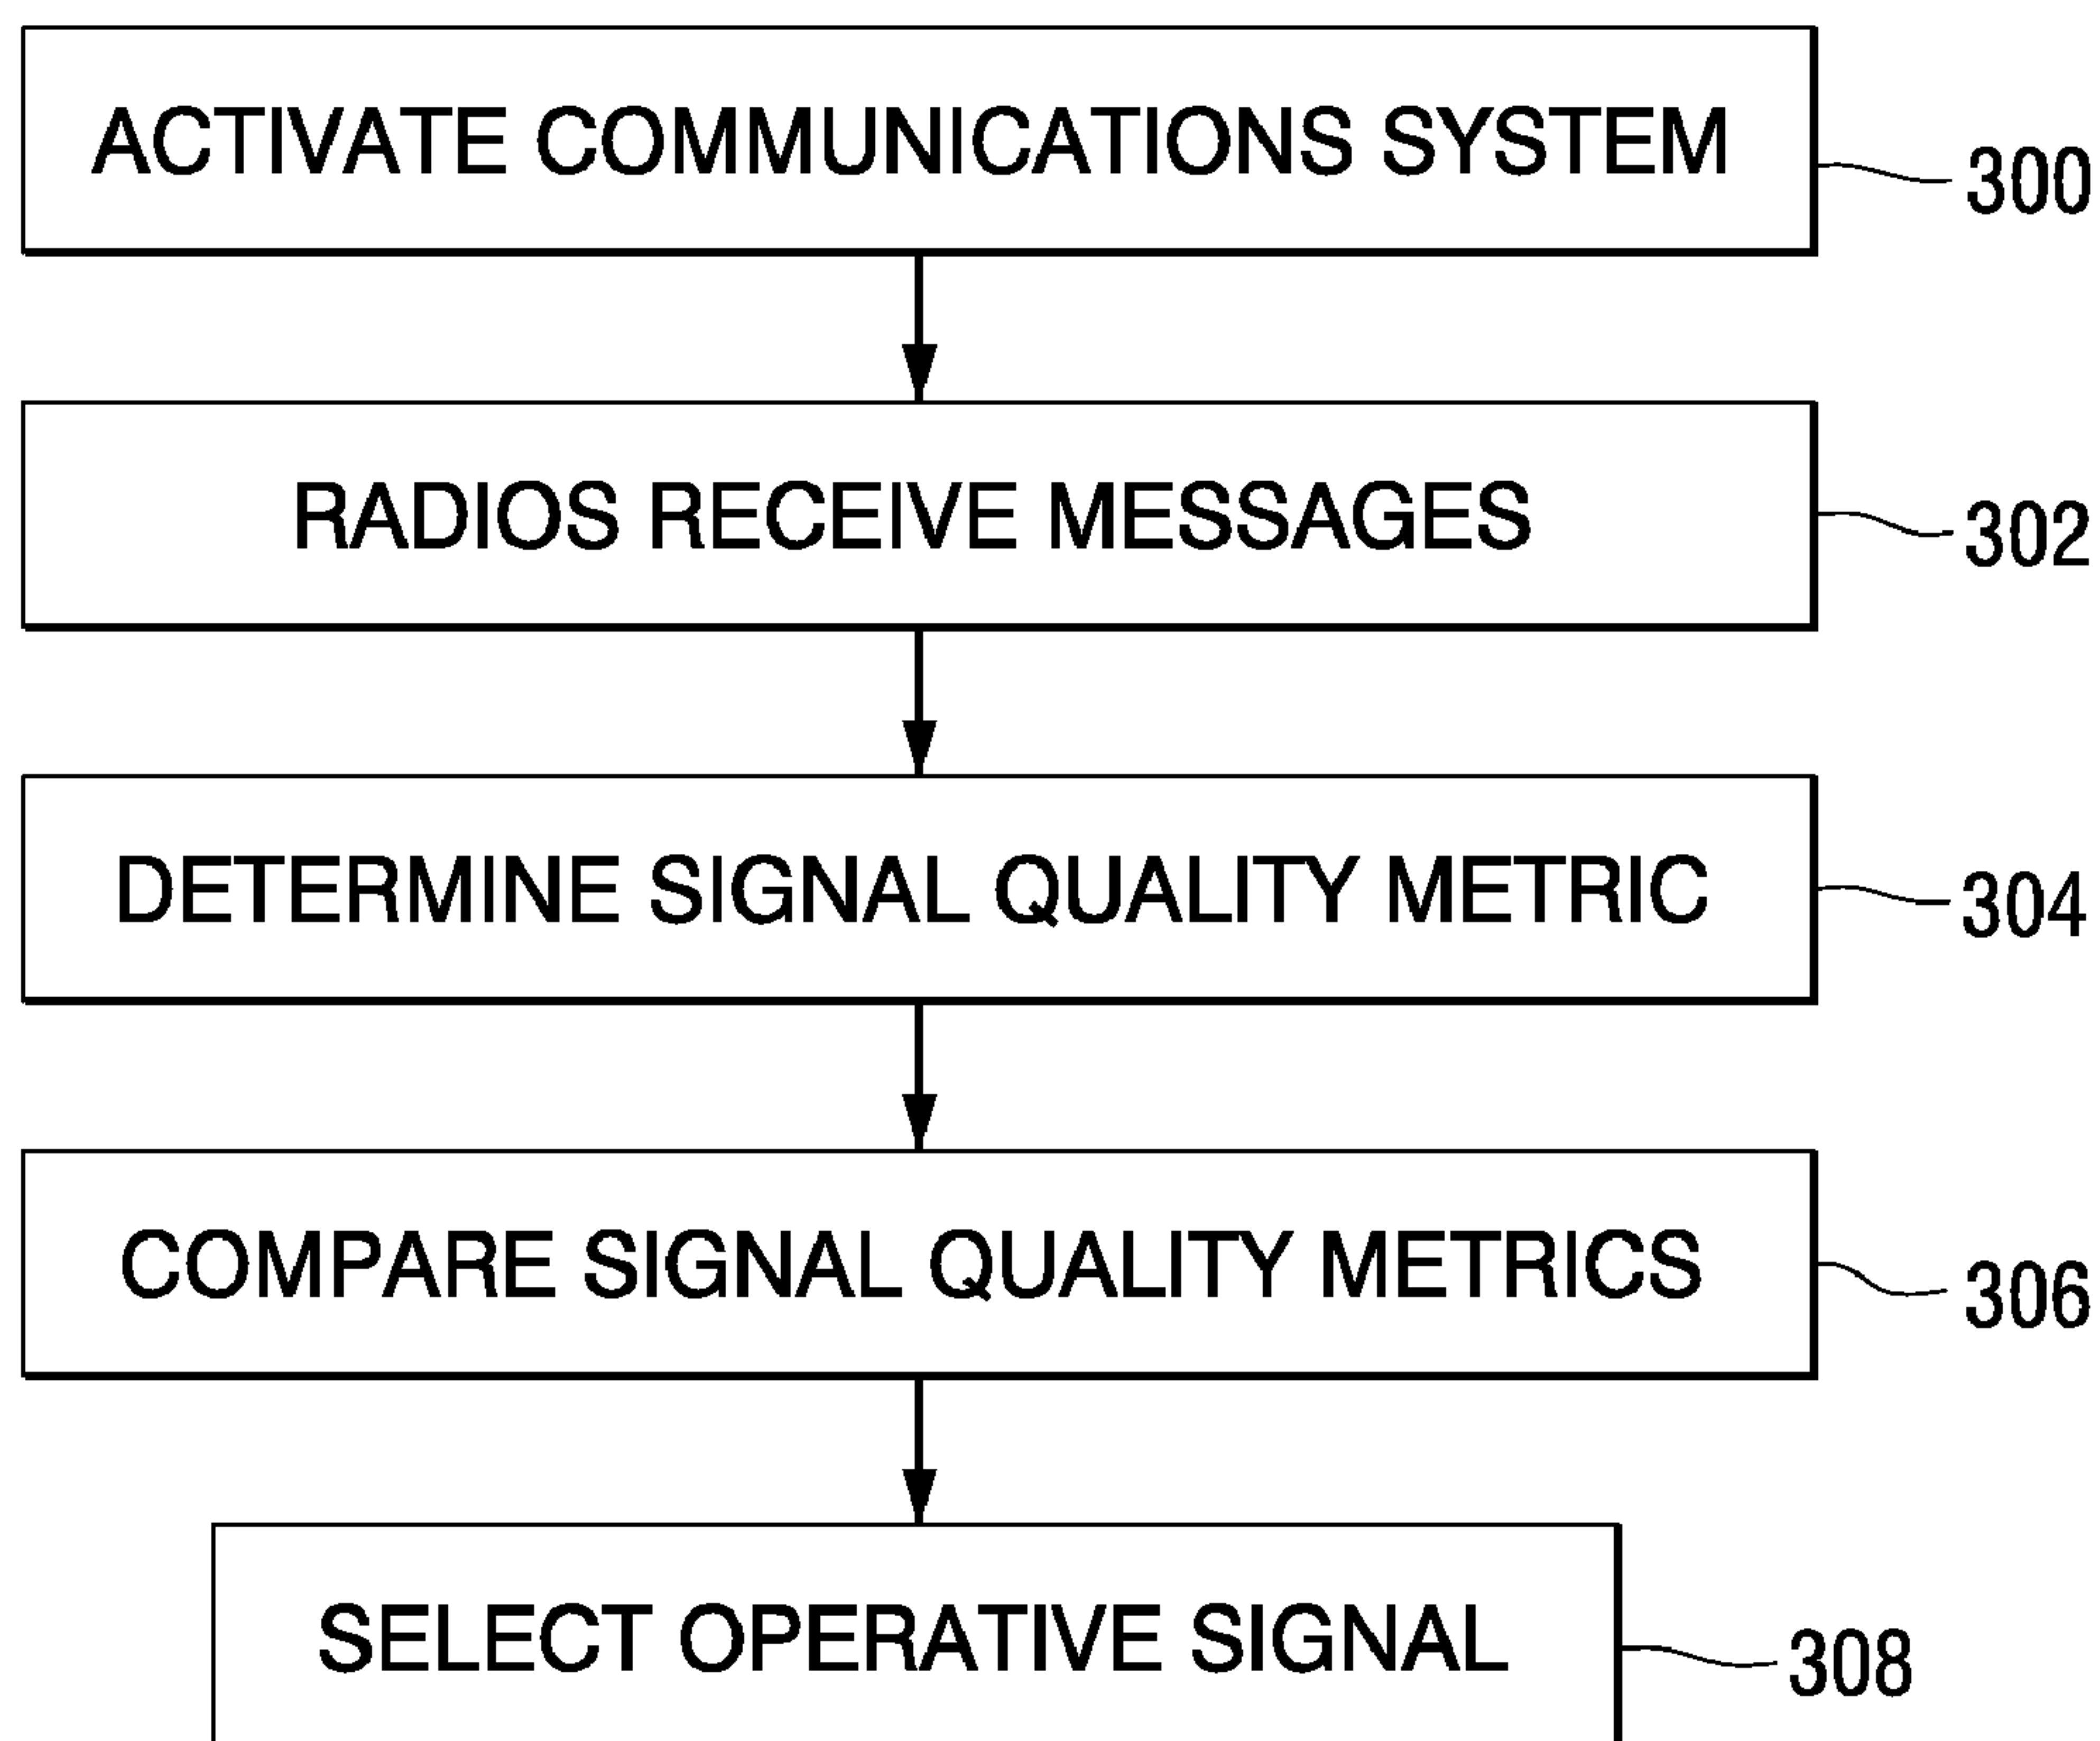 ACTIVATE COMMUNICATIONS SYSTEM
300
RADIOS RECEIVE MESSAGES
302
DETERMINE SIGNAL QUALITY METRIC
304
COMPARE SIGNAL QUALITY METRICS
306
SELECT OPERATIVE SIGNAL
308